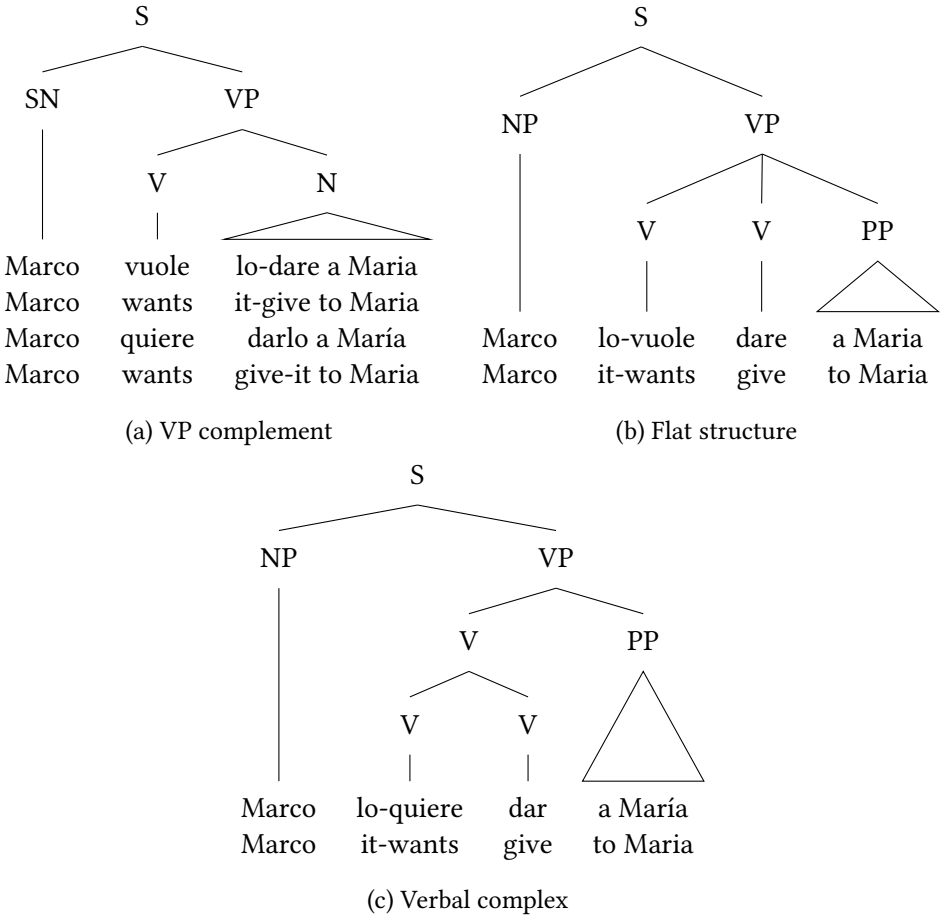 S
SN VP
V N
Marco vuole lo-dare a Maria
Marco wants it-give to Maria
Marco quiere darlo a María
Marco wants give-it to Maria
(a) VP complement
S
NP VP
V V PP
Marco lo-vuole dare a Maria
Marco it-wants give to Maria
(b) Flat structure
S
NP VP
V PP
V V
Marco lo-quiere dar a María
Marco it-wants give to Maria
(c) Verbal complex